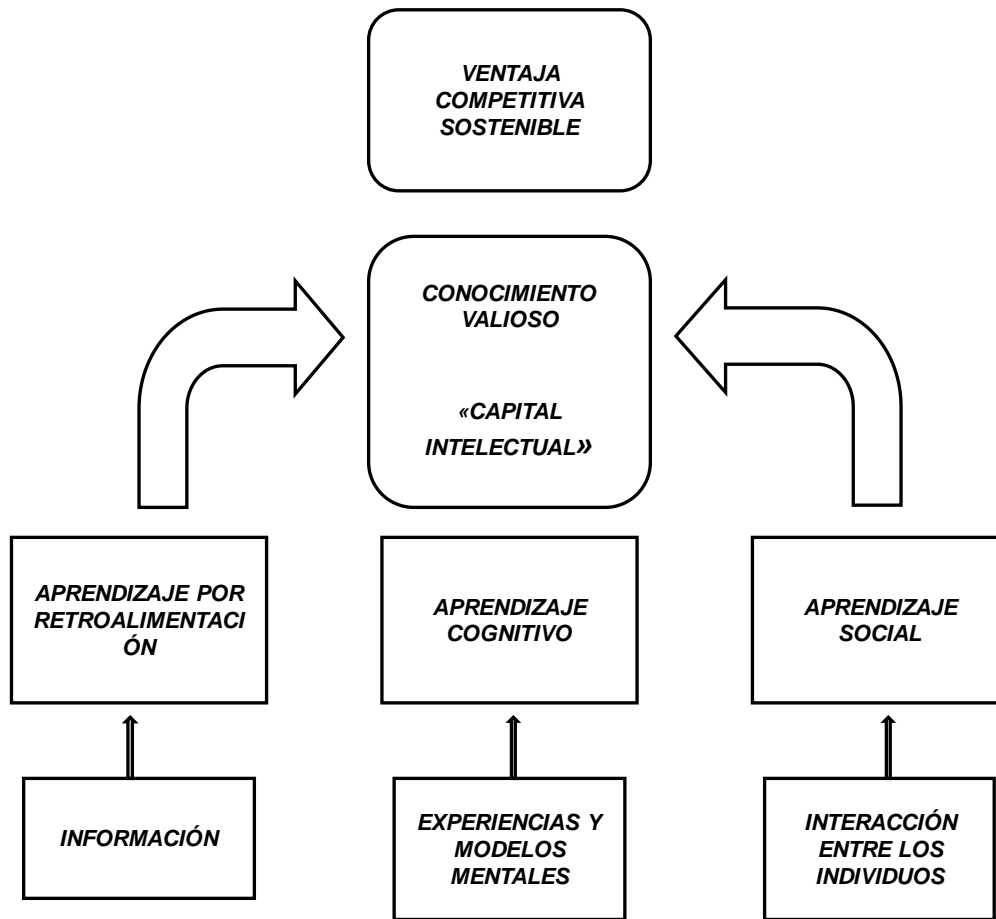 VENTAJA
COMPETITIVA
SOSTENIBLE
CONOCIMIENTO
VALIOSO
«CAPITAL
INTELECTUAL»
APRENDIZAJE POR
RETROALIMENTACI
ÓN
APRENDIZAJE
COGNITIVO
APRENDIZAJE
SOCIAL
INFORMACIÓN
EXPERIENCIAS Y
MODELOS
MENTALES
INTERACCIÓN
ENTRE LOS
INDIVIDUOS